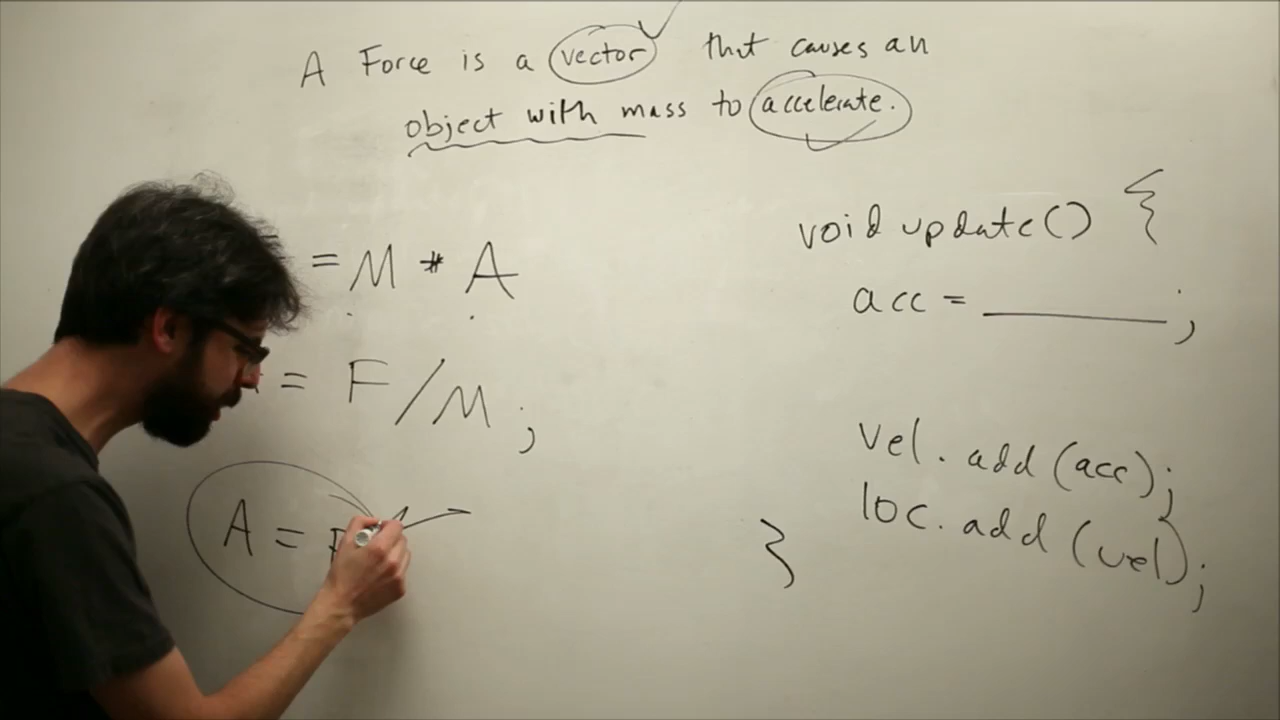 A Force is a vector that causes an
object with mass to accelerate.
= M * A
= F/M;
A = F
void update() {
acc = ________;
vel.add(acc);
loc.add(vel);
}